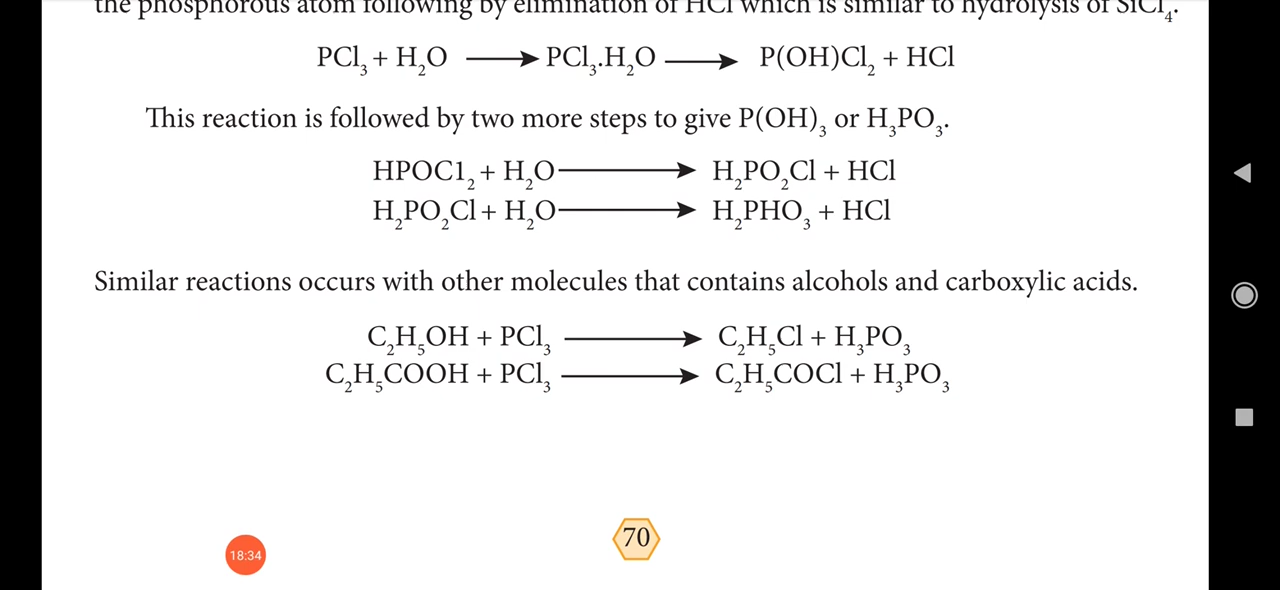 the phosphorous atom following by elimination of HCl which is similar to hydrolysis of SiCl₄.
PCl₃ + H₂O ⟶ PCl₃.H₂O ⟶ P(OH)Cl₂ + HCl
This reaction is followed by two more steps to give P(OH)₃ or H₃PO₃.
HPOC1₂ + H₂O ⟶ H₂PO₂Cl + HCl
H₂PO₂Cl + H₂O ⟶ H₂PHO₃ + HCl
Similar reactions occurs with other molecules that contains alcohols and carboxylic acids.
C₂H₅OH + PCl₃ ⟶ C₂H₅Cl + H₃PO₃
C₂H₅COOH + PCl₃ ⟶ C₂H₅COCl + H₃PO₃
70
18:34